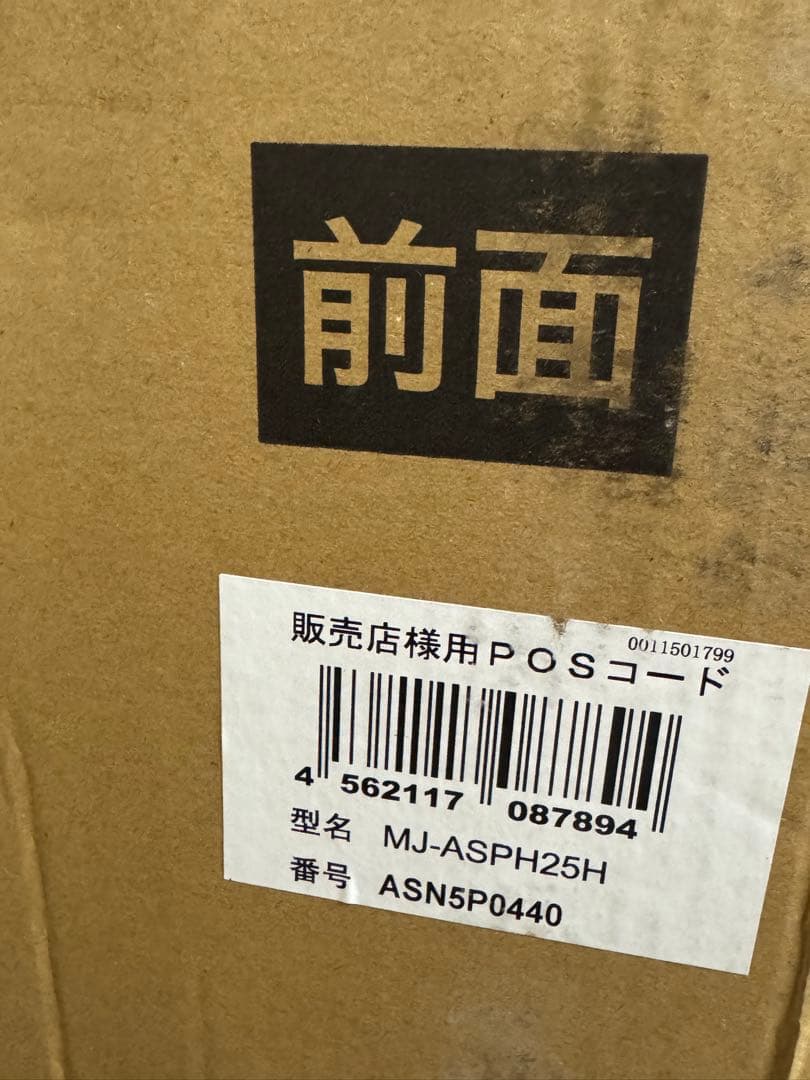 前面
0011501799
販売店様用POSコード
4 562117 087894
型名 MJ-ASPH25H
番号 ASN5P0440